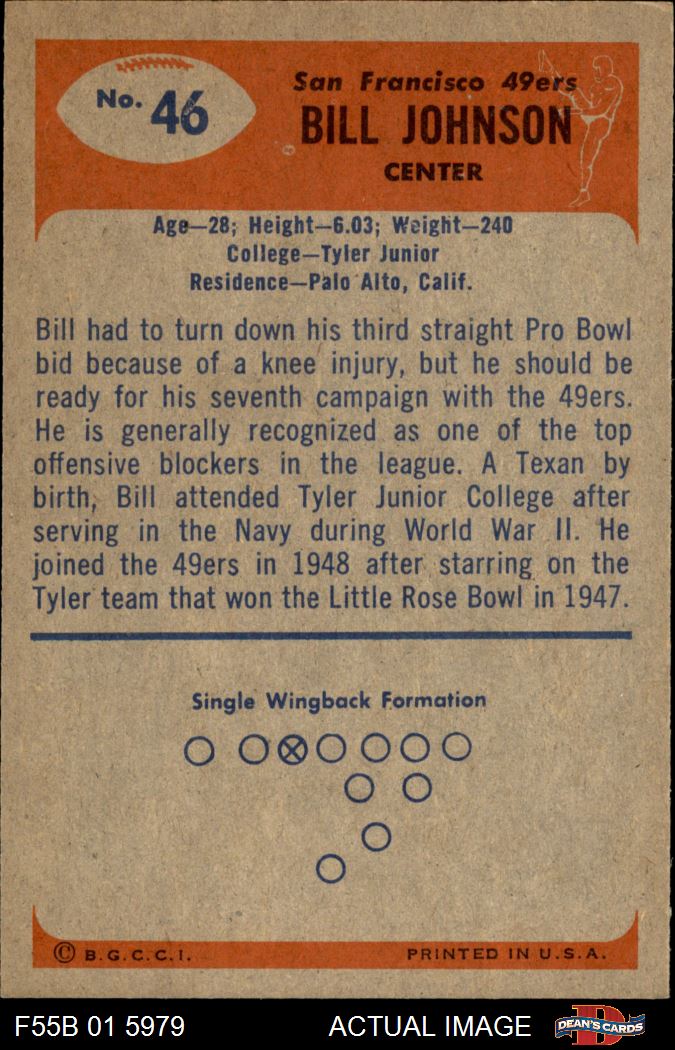 No. 46
San Francisco 49ers
BILL JOHNSON
CENTER
Age—28; Height—6.03; Weight—240
College—Tyler Junior
Residence—Palo Alto, Calif.
Bill had to turn down his third straight Pro Bowl
bid because of a knee injury, but he should be
ready for his seventh campaign with the 49ers.
He is generally recognized as one of the top
offensive blockers in the league. A Texan by
birth, Bill attended Tyler Junior College after
serving in the Navy during World War II. He
joined the 49ers in 1948 after starring on the
Tyler team that won the Little Rose Bowl in 1947.
Single Wingback Formation
© B.G.C.C.I.
PRINTED IN U.S.A.
F55B 01 5979
ACTUAL IMAGE
D
DEAN'S CARDS